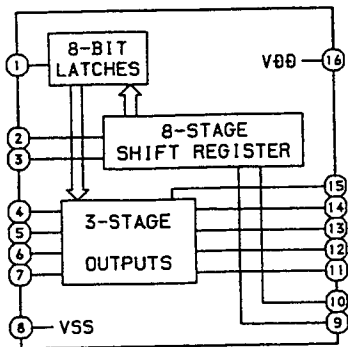 8-BIT
LATCHES
1
VDD
16
2
3
8-STAGE
SHIFT REGISTER
15
4
14
5
3-STAGE
13
6
12
OUTPUTS
7
11
10
8
VSS
9